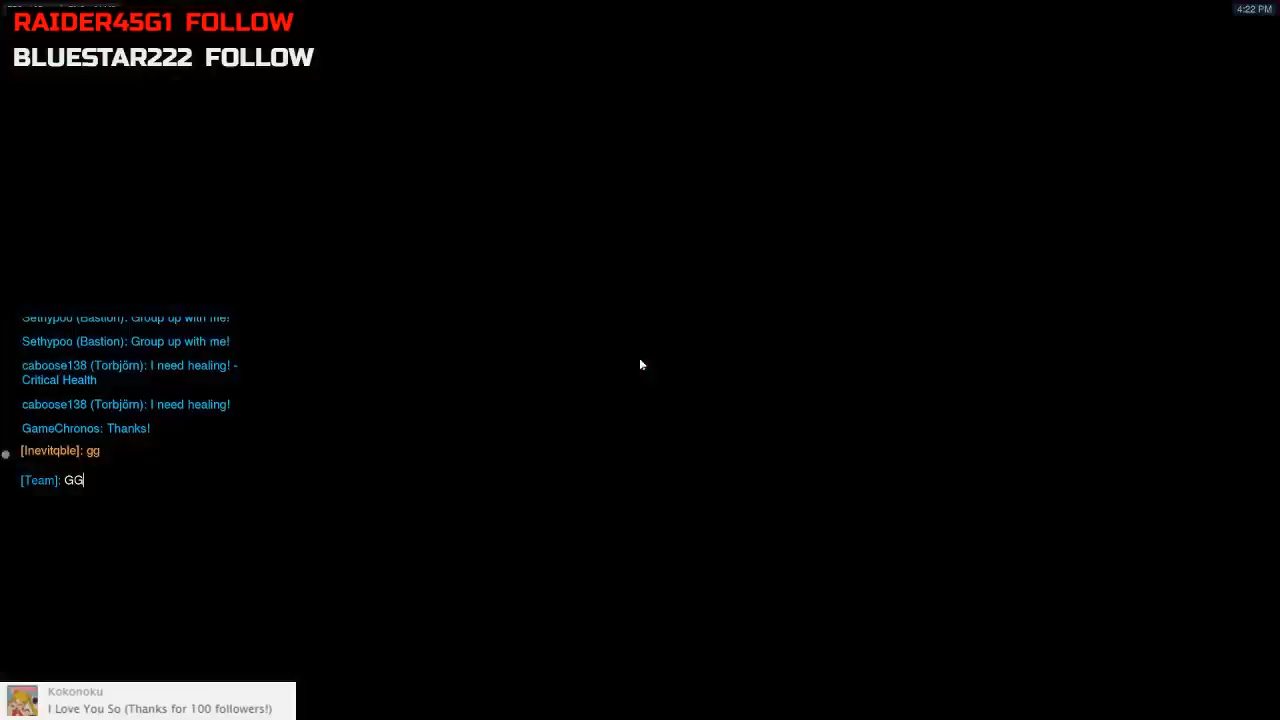 RAIDER45G1 FOLLOW
4:22 PM
BLUESTAR222 FOLLOW
Sethypoo (Bastion): Group up with me!
Sethypoo (Bastion): Group up with me!
caboose138 (Torbjörn): I need healing! -
Critical Health
caboose138 (Torbjörn): I need healing!
GameChronos: Thanks!
[Inevitqble]: gg
[Team]: GG
Kokonoku
I Love You So (Thanks for 100 followers!)